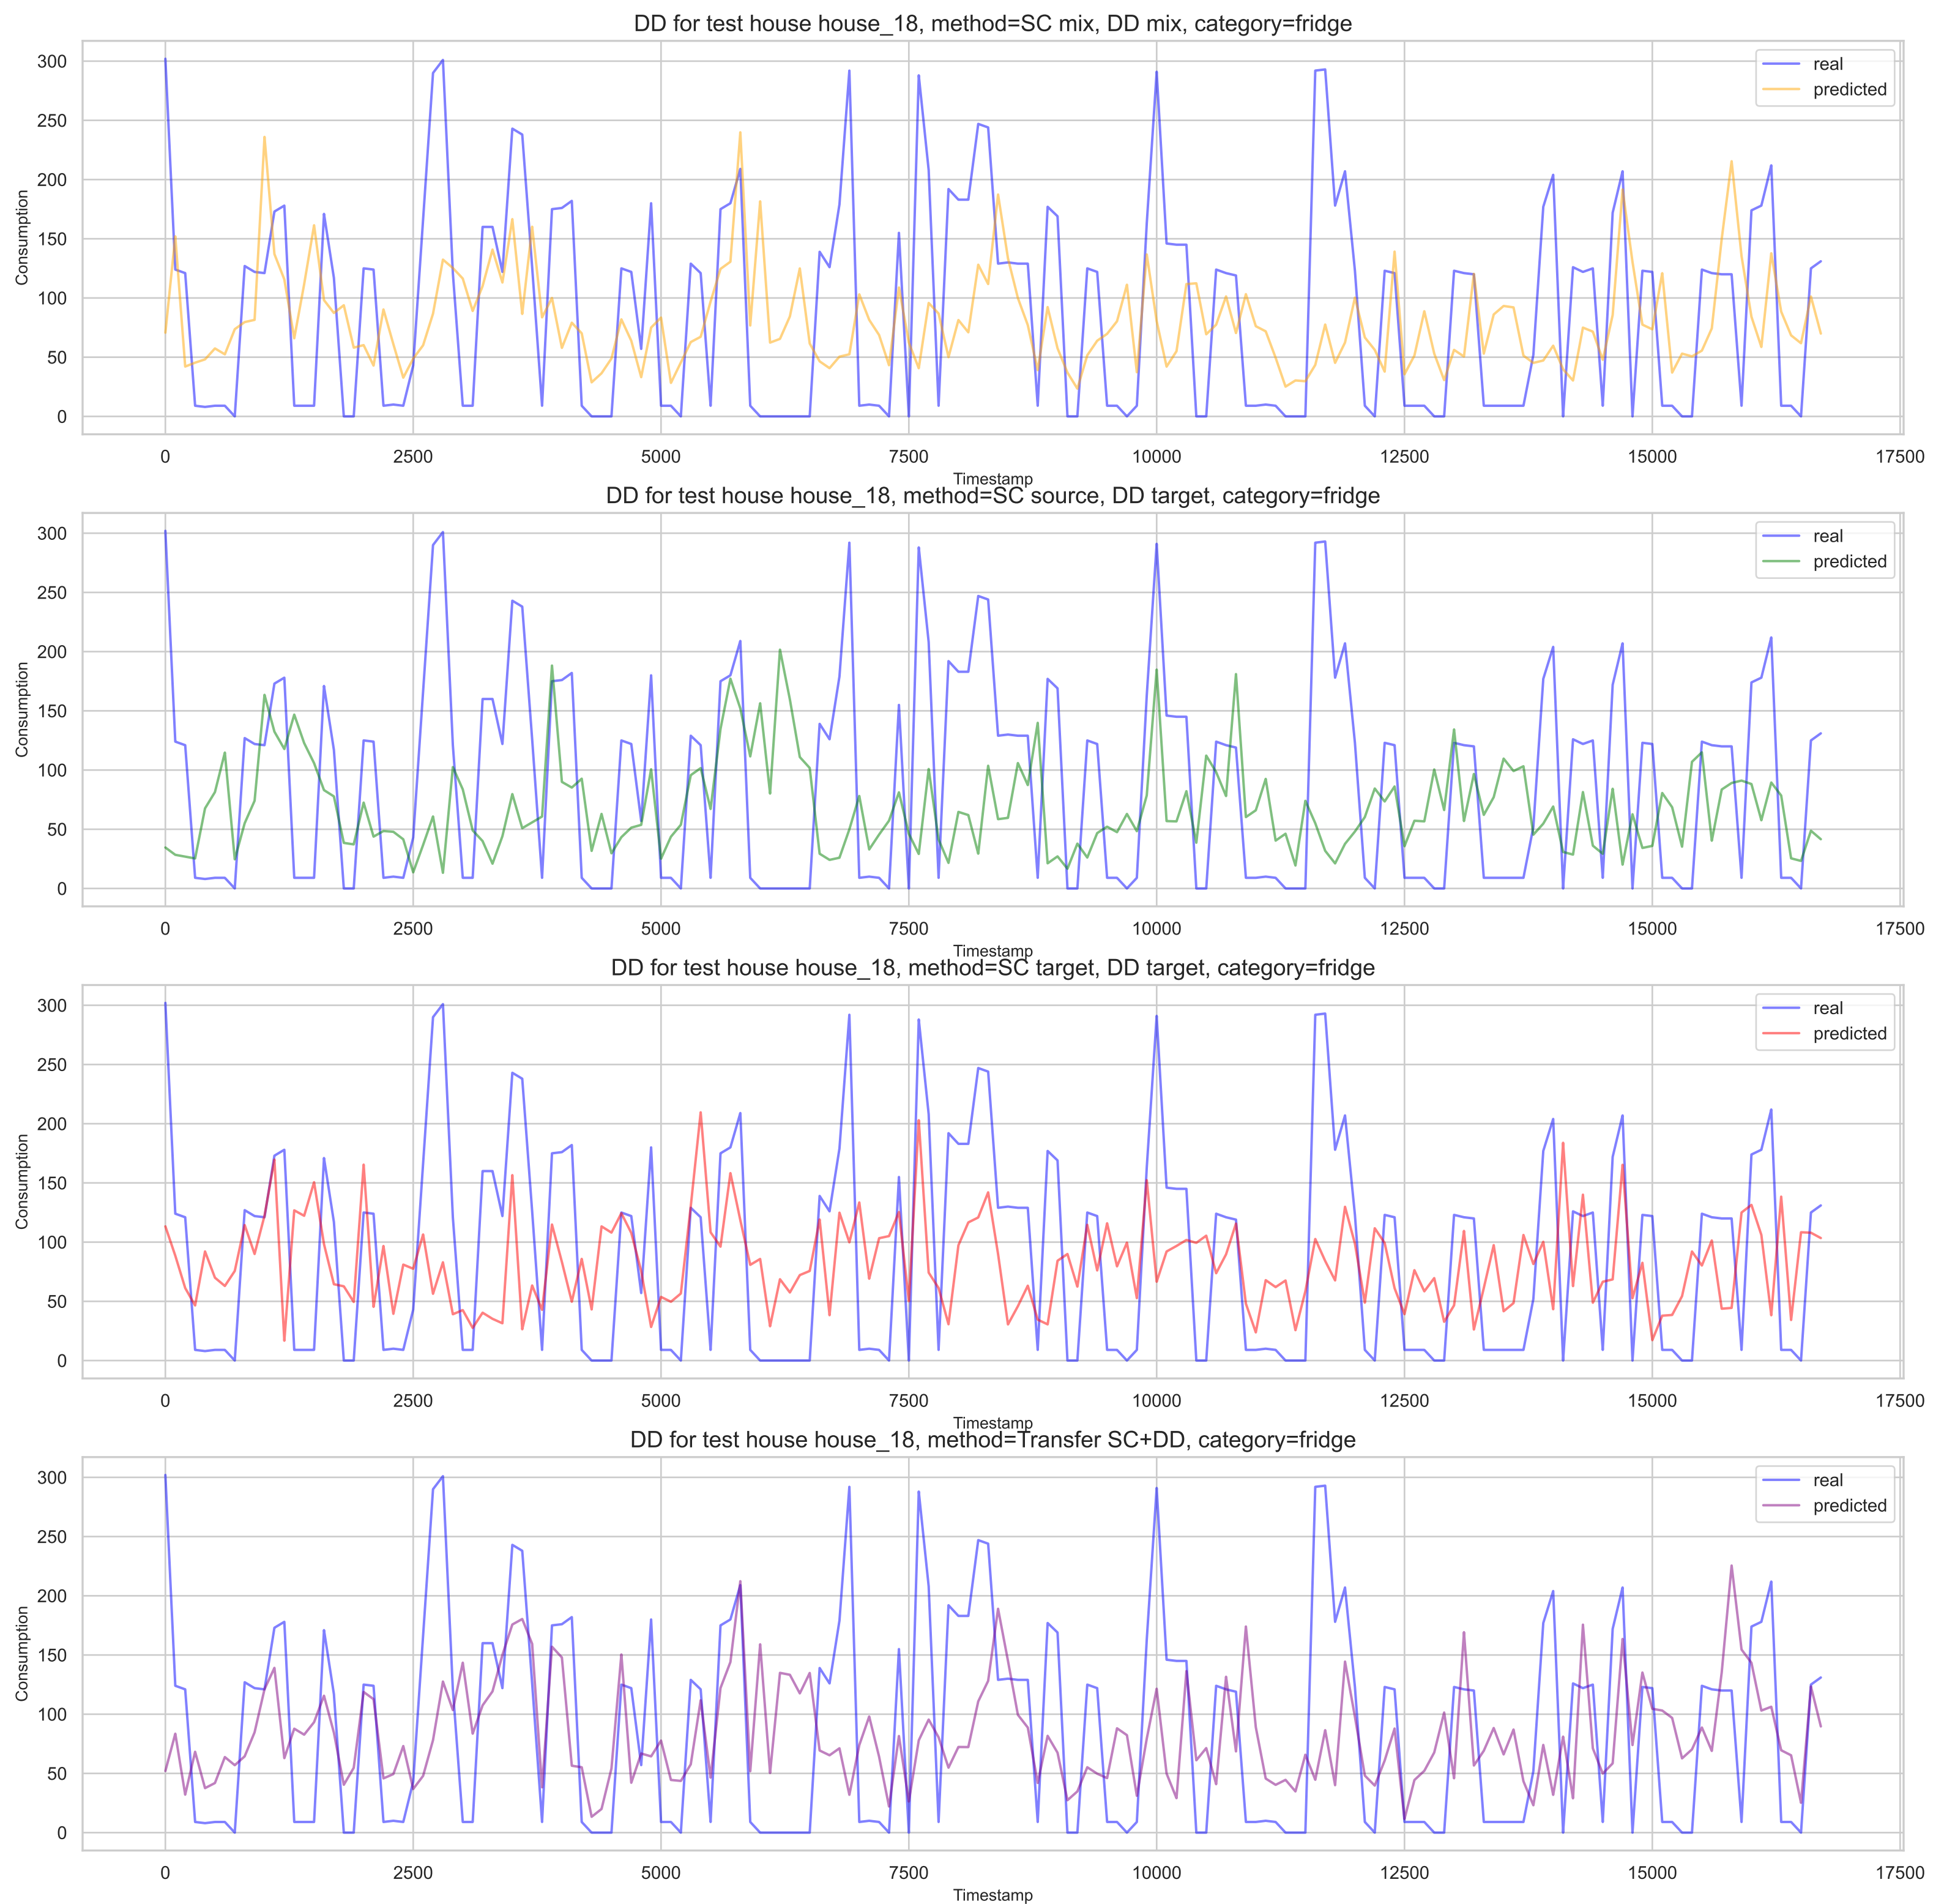 DD for test house house_18, method=SC mix, DD mix, category=fridge
300
250
200
150
100
50
0
Consumption
real
predicted
0 2500 5000 7500 10000 12500 15000 17500
Timestamp
DD for test house house_18, method=SC source, DD target, category=fridge
300
250
200
150
100
50
0
Consumption
real
predicted
0 2500 5000 7500 10000 12500 15000 17500
Timestamp
DD for test house house_18, method=SC target, DD target, category=fridge
300
250
200
150
100
50
0
Consumption
real
predicted
0 2500 5000 7500 10000 12500 15000 17500
Timestamp
DD for test house house_18, method=Transfer SC+DD, category=fridge
300
250
200
150
100
50
0
Consumption
real
predicted
0 2500 5000 7500 10000 12500 15000 17500
Timestamp